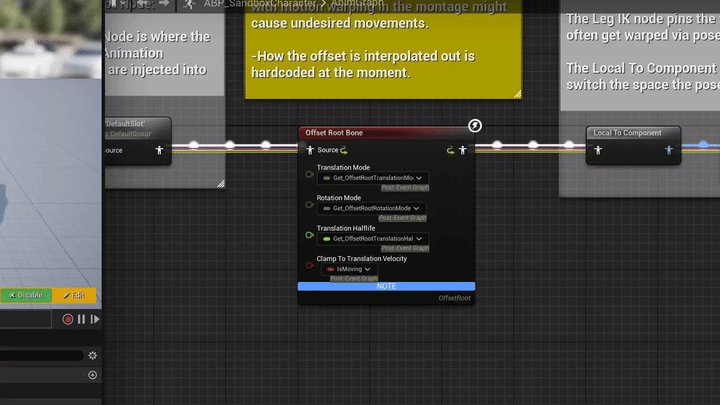 ABP_SandboxCharacter > AnimGraph
with motion warping in the montage might
cause undesired movements.
-How the offset is interpolated out is
hardcoded at the moment.
Node is where the
Animation
are injected into
The Leg IK node pins the
often get warped via pose
The Local To Component
switch the space the pose
'DefaultSlot'
'DefaultGroup'
Source
Offset Root Bone
Source
Translation Mode
Get_OffsetRootTranslationMo
Post-Event Graph
Rotation Mode
Get_OffsetRootRotationMode
Post-Event Graph
Translation Halflife
Get_OffsetRootTranslationHal
Post-Event Graph
Clamp To Translation Velocity
IsMoving
Post-Event Graph
NOTE
OffsetRoot
Local To Component
Disable
Edit